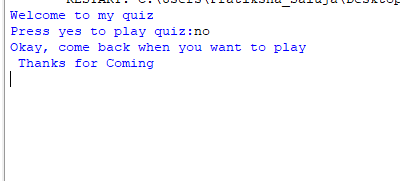 Welcome to my quiz
Press yes to play quiz:no
Okay, come back when you want to play
 Thanks for Coming